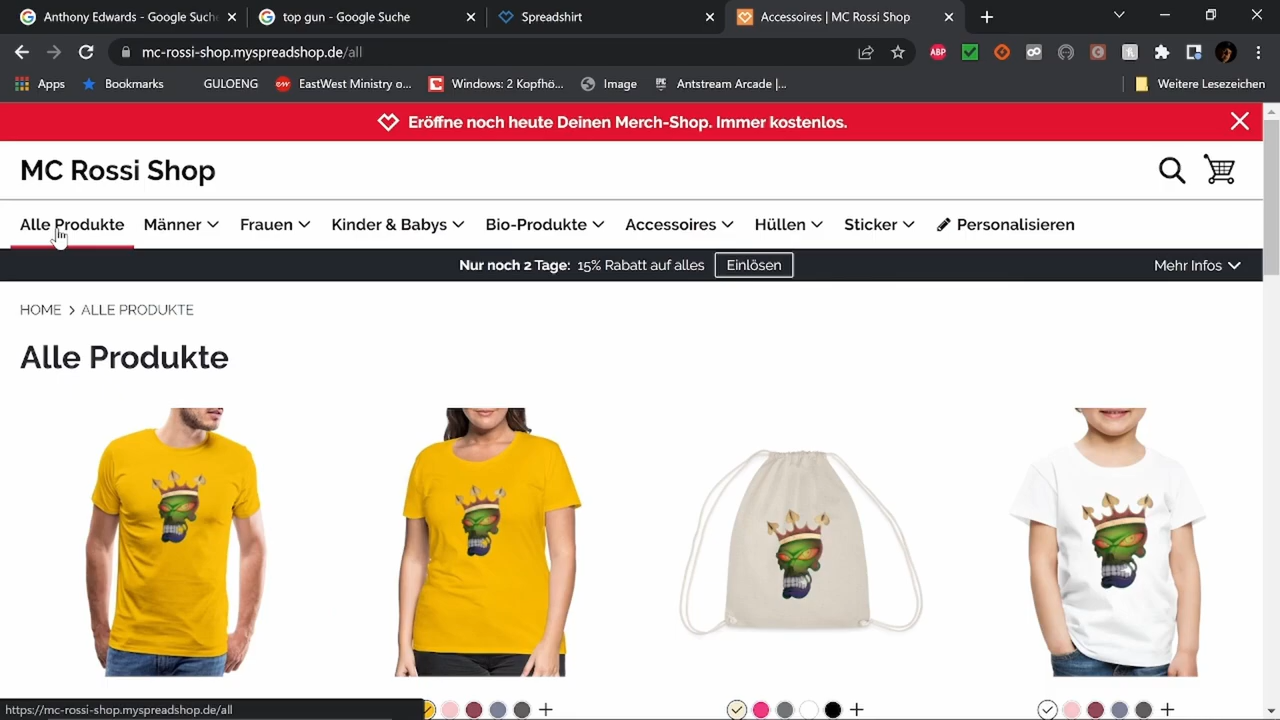 Anthony Edwards - Google Suche
top gun - Google Suche
Spreadshirt
Accessoires | MC Rossi Shop
mc-rossi-shop.myspreadshop.de/all
ABP
Apps
Bookmarks
GULOENG
EastWest Ministry o...
Windows: 2 Kopfhö...
Image
Antstream Arcade |...
Weitere Lesezeichen
Eröffne noch heute Deinen Merch-Shop. Immer kostenlos.
MC Rossi Shop
Alle Produkte
Männer
Frauen
Kinder & Babys
Bio-Produkte
Accessoires
Hüllen
Sticker
Personalisieren
Nur noch 2 Tage: 15% Rabatt auf alles
Einlösen
Mehr Infos
HOME > ALLE PRODUKTE
Alle Produkte
https://mc-rossi-shop.myspreadshop.de/all